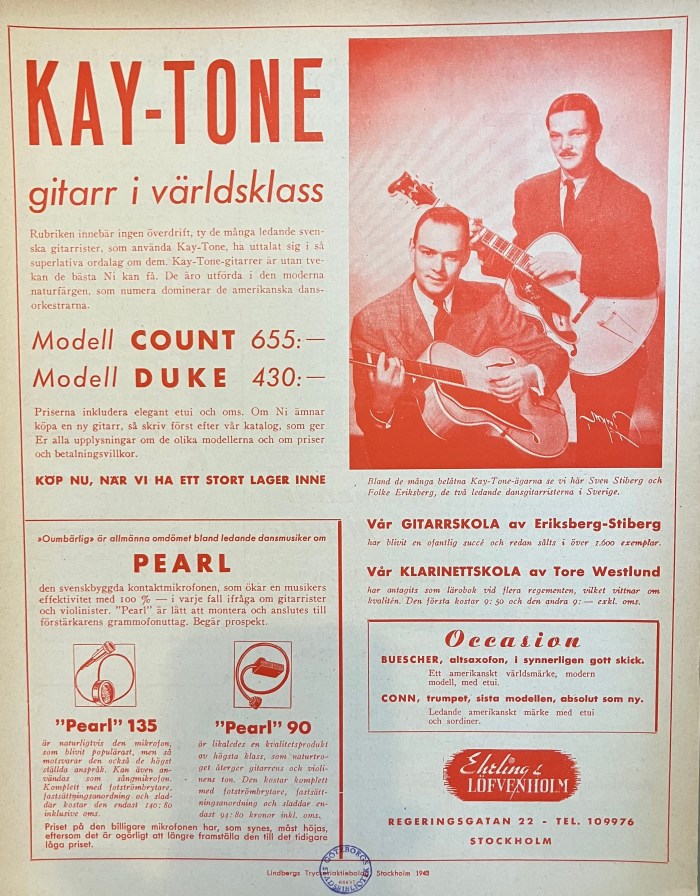 KAY-TONE
gitarr i världsklass
Rubriken innebär ingen överdrift, ty de många ledande sven-
ska gitarrister, som använda Kay-Tone, ha uttalat sig i så
superlativa ordalag om dem. Kay-Tone-gitarrer är utan tve-
kan de bästa Ni kan få. De äro utförda i den moderna
naturfärgen, som numera dominerar de amerikanska dans-
orkestrarna.
Modell COUNT 655:—
Modell DUKE 430:—
Priserna inkludera elegant etui och oms. Om Ni ämnar
köpa en ny gitarr, så skriv först efter vår katalog, som ger
Er alla upplysningar om de olika modellerna och om priser
och betalningsvillkor.
KÖP NU, NÄR VI HA ETT STORT LAGER INNE
Bland de många belåtna Kay-Tone-ägarna se vi här Sven Stiberg och
Folke Eriksberg, de två ledande dansgitarristerna i Sverige.
»Oumbärlig» är allmänna omdömet bland ledande dansmusiker om
PEARL
den svenskbyggda kontaktmikrofonen, som ökar en musikers
effektivitet med 100 % — i varje fall ifråga om gitarrister
och violinister. "Pearl" är lätt att montera och anslutes till
förstärkarens grammofonuttag. Begär prospekt.
"Pearl" 135
är naturligtvis den mikrofon,
som blivit populärast, men så
motsvarar den också de högst
ställda anspråk. Kan även an-
vändas som sångmikrofon.
Komplett med fotströmbrytare,
fastsättningsanordning och slad-
dar kostar den endast 140:80
inklusive oms.
"Pearl" 90
är likaledes en kvalitetsprodukt
av högsta klass, som naturtro-
get återger gitarrens och violi-
nens ton. Den kostar komplett
med fotströmbrytare, fastsätt-
ningsanordning och sladdar en-
dast 94:80 kronor inkl. oms.
Priset på den billigare mikrofonen har, som synes, måst höjas,
eftersom det är ogörligt att längre framställa den till det tidigare
låga priset.
Vår GITARRSKOLA av Eriksberg-Stiberg
har blivit en ofantlig succé och redan sålts i över 1.600 exemplar.
Vår KLARINETTSKOLA av Tore Westlund
har antagits som lärobok vid flera regementen, vilket vittnar om
kvalitén. Den första kostar 9:50 och den andra 9:— exkl. oms.
Occasion
BUESCHER, altsaxofon, i synnerligen gott skick.
Ett amerikanskt världsmärke, modern
modell, med etui.
CONN, trumpet, sista modellen, absolut som ny.
Ledande amerikanskt märke med etui
och sordiner.
Ehrling &
LÖFVENHOLM
REGERINGSGATAN 22 - TEL. 109976
STOCKHOLM
Lindbergs Tryckeriaktiebolag, Stockholm 1943
GÖTEBORGS
STADSBIBLIOTEK